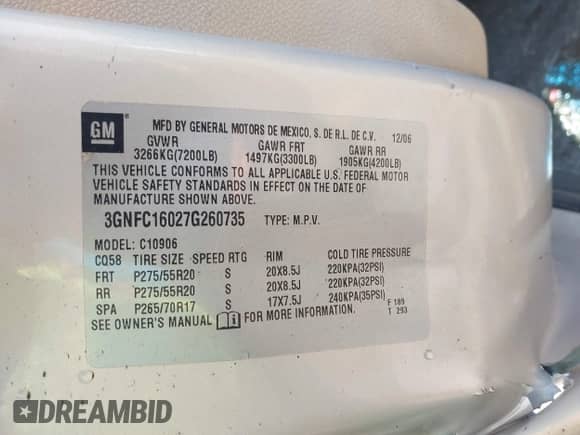 GM
MFD BY GENERAL MOTORS DE MEXICO, S. DE R.L. DE C.V. 12/06
GVWR GAWR FRT GAWR RR
3266KG(7200LB) 1497KG(3300LB) 1905KG(4200LB)
THIS VEHICLE CONFORMS TO ALL APPLICABLE U.S. FEDERAL MOTOR
VEHICLE SAFETY STANDARDS IN EFFECT ON THE DATE OF
MANUFACTURE SHOWN ABOVE.
3GNFC16027G260735 TYPE: M.P.V.
MODEL: C10906
CQ58 TIRE SIZE SPEED RTG RIM COLD TIRE PRESSURE
FRT P275/55R20 S 20X8.5J 220KPA(32PSI)
RR P275/55R20 S 20X8.5J 220KPA(32PSI)
SPA P265/70R17 S 17X7.5J 240KPA(35PSI)
F 189
SEE OWNER'S MANUAL FOR MORE INFORMATION. T 293
DREAMBID